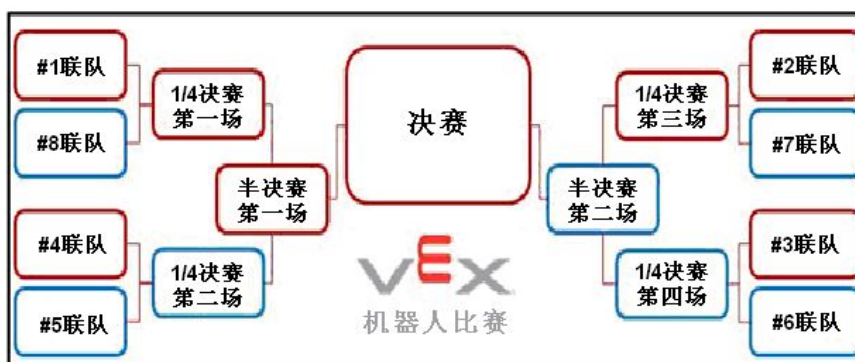 #1联队
#8联队
#4联队
#5联队
1/4决赛
第一场
1/4决赛
第二场
半决赛
第一场
决赛
VEX
机器人比赛
半决赛
第二场
1/4决赛
第三场
1/4决赛
第四场
#2联队
#7联队
#3联队
#6联队